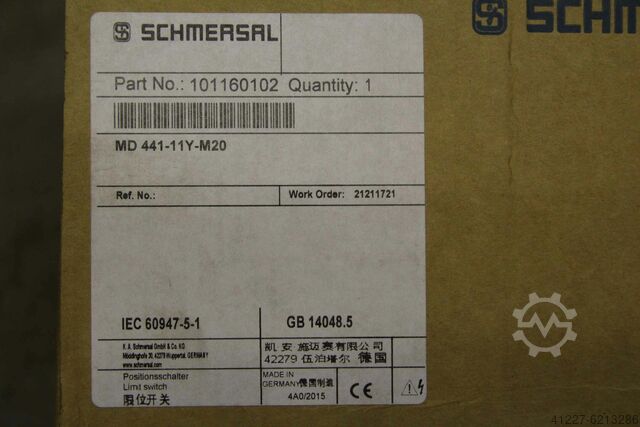 SCHMERSAL
SCHMERS
Part No.: 101160102 Quantity: 1
MD 441-11Y-M20
Ref. No.:
Work Order: 21211721
IEC 60947-5-1
GB 14048.5
K. A. Schmersal GmbH & Co. KG
Möddinghofe 30, 42279 Wuppertal, GERMANY
www.schmersal.com
凯 安 施迈赛有限公司
42279 伍泊塔尔 德国
Positionsschalter
Limit switch
限位开关
MADE IN
GERMANY德国制造
4A0/2015
CE
41227-6213286